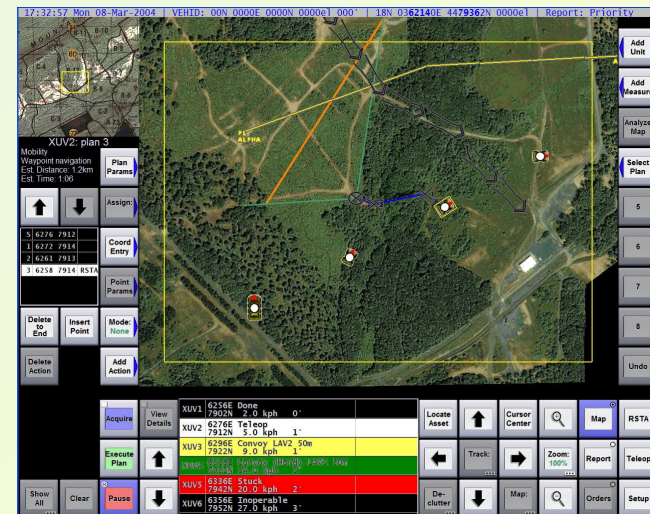 17:32:57 Mon 08-Mar-2004 | VEHID: 00N 0000E 0000N 0000el 000' | 18N 036214 0E 4479362N 0000el | Report: Priority
XUV2: plan 3
Mobility
Waypoint navigation
Est. Distance: 1.2km
Est. Time: 1:06
Plan Params
Assign:
S 6276 7912
1 6272 7914
2 6261 7913
3 6258 7914 RSTA
Coord Entry
Point Params
Delete to End
Insert Point
Mode: None
Delete Action
Add Action
PL ALPHA
Add Unit
Add Measure
Analyze Map
Select Plan
5
6
7
8
Undo
Acquire
View Details
Execute Plan
Show All
Clear
Pause
XUV1 6256E Done
7902N 2.0 kph 0'
XUV2 6276E Teleop
7912N 5.0 kph 1'
XUV3 6296E Convoy LAV2 50m
7922N 9.0 kph 1'
XUV5 6336E Stuck
7942N 20.0 kph 2'
XUV6 6356E Inoperable
7952N 27.0 kph 3'
Locate Asset
Cursor Center
Map
RSTA
Track:
Zoom: 100%
Report
Teleop
De-clutter
Map:
Orders
Setup